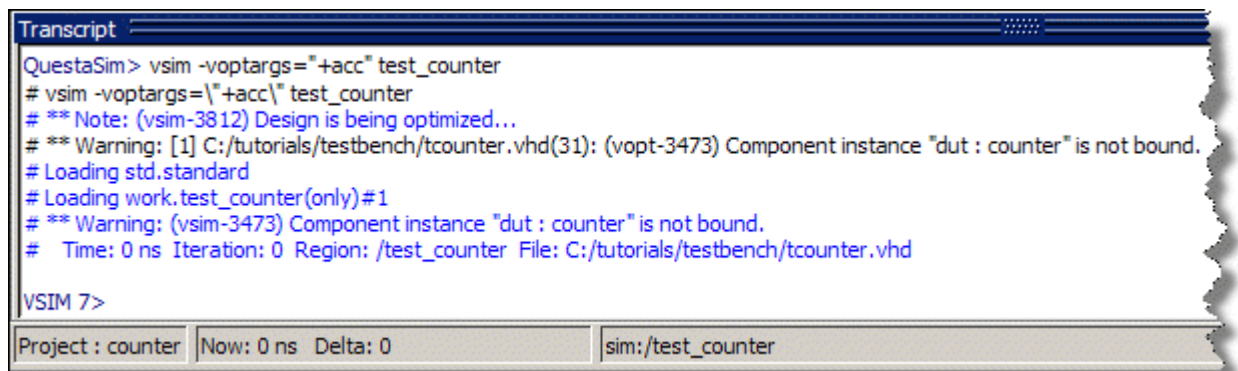 Transcript
QuestaSim> vsim -voptargs="+acc" test_counter
# vsim -voptargs=\"+acc\" test_counter
# ** Note: (vsim-3812) Design is being optimized...
# ** Warning: [1] C:/tutorials/testbench/tcounter.vhd(31): (vopt-3473) Component instance "dut : counter" is not bound.
# Loading std.standard
# Loading work.test_counter(only)#1
# ** Warning: (vsim-3473) Component instance "dut : counter" is not bound.
#    Time: 0 ns  Iteration: 0  Region: /test_counter  File: C:/tutorials/testbench/tcounter.vhd
VSIM 7>
Project : counter  Now: 0 ns  Delta: 0  sim:/test_counter